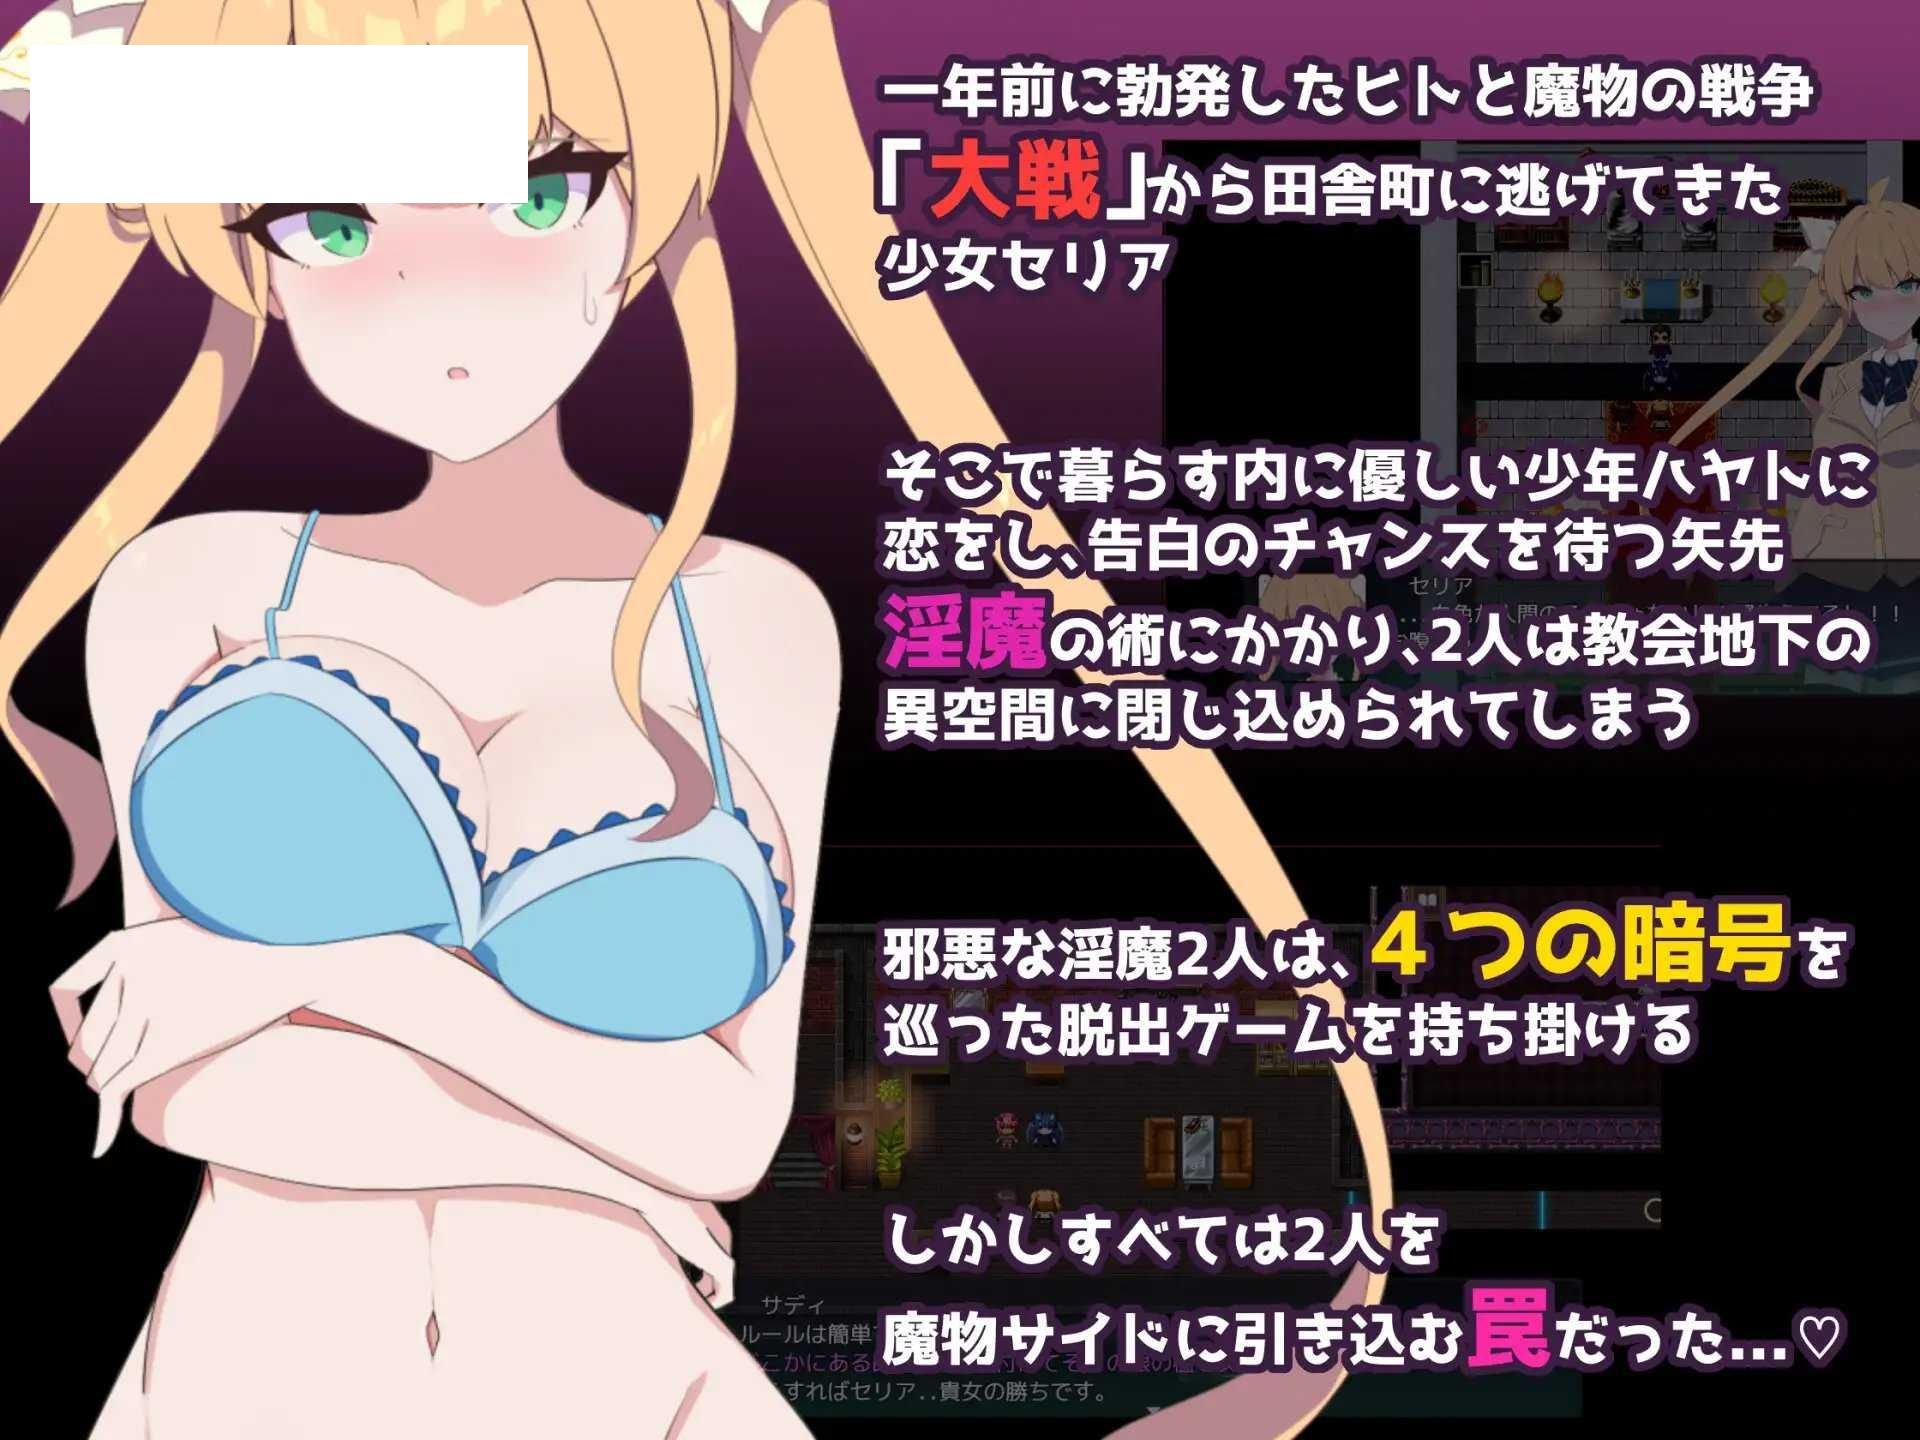 一年前に勃発したヒトと魔物の戦争
「大戦」から田舎町に逃げてきた
少女セリア
そこで暮らす内に優しい少年ハヤトに
恋をし、告白のチャンスを待つ矢先
淫魔の術にかかり、2人は教会地下の
異空間に閉じ込められてしまう
セリア
邪悪な淫魔2人は、４つの暗号を
巡った脱出ゲームを持ち掛ける
しかしすべては2人を
魔物サイドに引き込む罠だった...♡
サディ
ルールは簡単
こかにある
すればセリア..貴女の勝ちです。